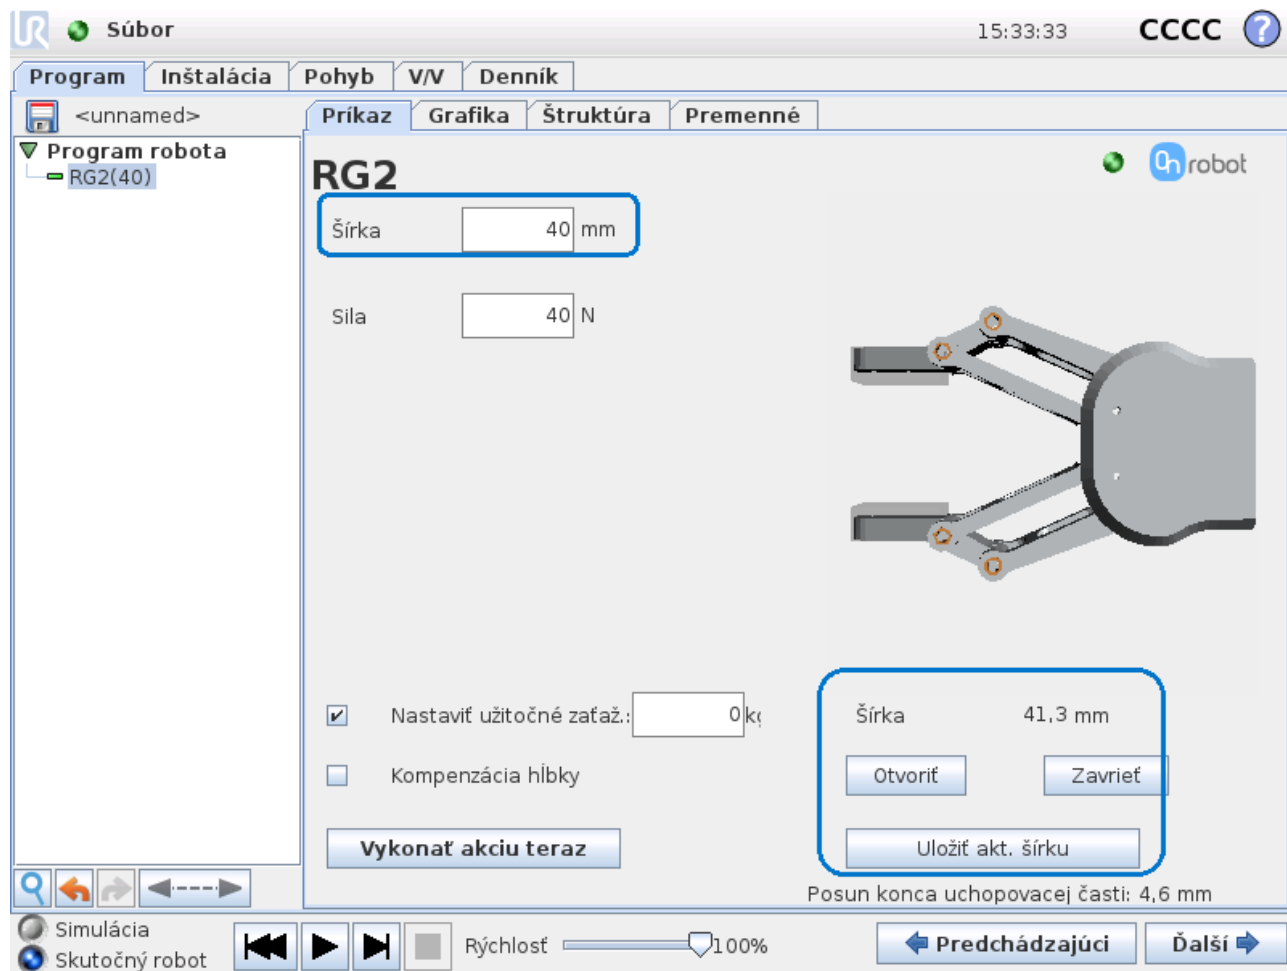 UR Súbor 15:33:33 CCCC ?
Program Inštalácia Pohyb V/V Denník
<unnamed> Príkaz Grafika Štruktúra Premenné
Program robota
RG2(40)
RG2
On robot
Šírka 40 mm
Sila 40 N
Nastaviť užitočné zaťaž.: 0 kg Šírka 41,3 mm
Kompenzácia hĺbky Otvoriť Zavrieť
Vykonať akciu teraz Uložiť akt. šírku
Posun konca uchopovacej časti: 4,6 mm
Simulácia
Skutočný robot Rýchlosť 100% Predchádzajúci Ďalší